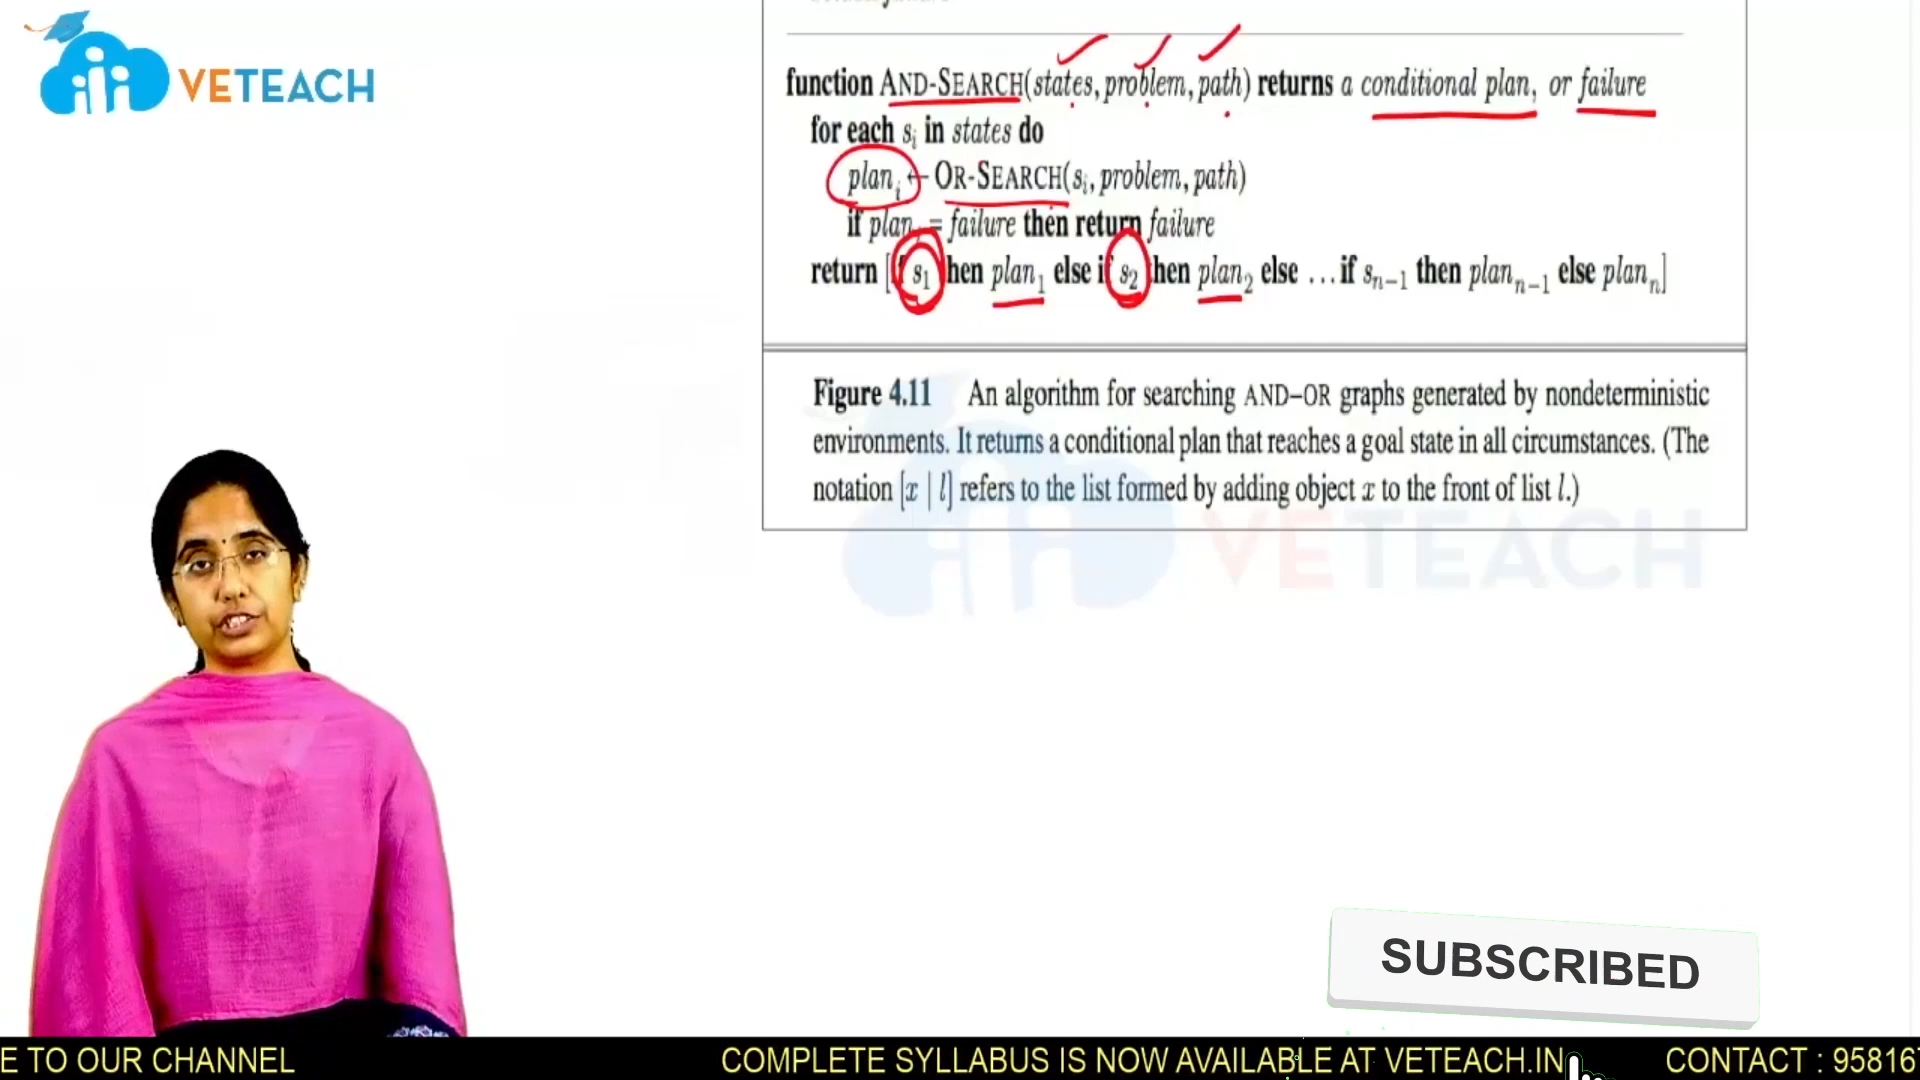 VETEACH
function AND-SEARCH(states, problem, path) returns a conditional plan, or failure
for each si in states do
plani ← OR-SEARCH(si, problem, path)
if plan = failure then return failure
return [ s1 then plan1 else if s2 then plan2 else ... if sn−1 then plann−1 else plann]
Figure 4.11 An algorithm for searching AND–OR graphs generated by nondeterministic
environments. It returns a conditional plan that reaches a goal state in all circumstances. (The
notation [x | l] refers to the list formed by adding object x to the front of list l.)
VETEACH
SUBSCRIBED
E TO OUR CHANNEL COMPLETE SYLLABUS IS NOW AVAILABLE AT VETEACH.IN CONTACT : 95816